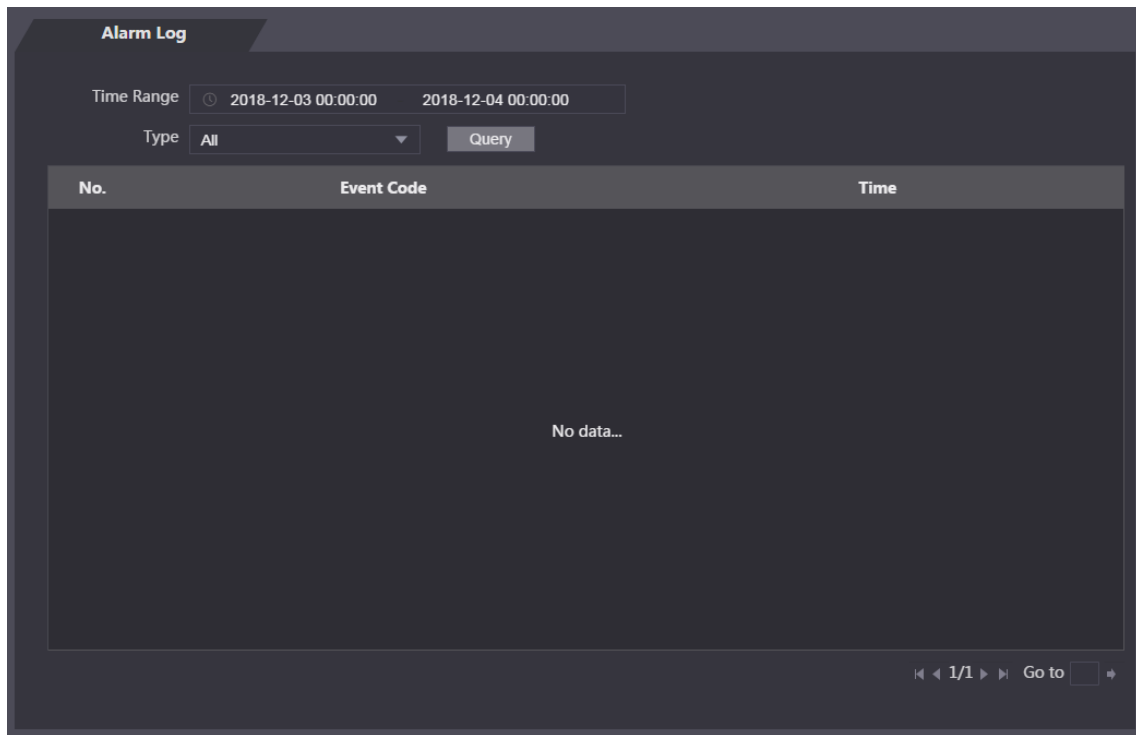 Alarm Log
Time Range 2018-12-03 00:00:00 2018-12-04 00:00:00
Type All Query
No. Event Code Time
No data...
1/1 Go to